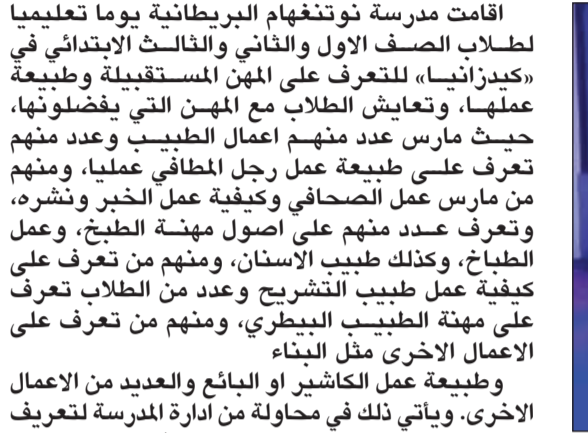 اقامت مدرسة نوتنغهام البريطانية يوما تعليميا
لطلاب الصف الاول والثاني والثالث الابتدائي في
«كيدزانيا» للتعرف على المهن المستقبيلة وطبيعة
عملها، وتعايش الطلاب مع المهن التي يفضلونها،
حيث مارس عدد منهم اعمال الطبيب وعدد منهم
تعرف على طبيعة عمل رجل المطافي عمليا، ومنهم
من مارس عمل الصحافي وكيفية عمل الخبر ونشره،
وتعرف عدد منهم على اصول مهنة الطبخ، وعمل
الطباخ، وكذلك طبيب الاسنان، ومنهم من تعرف على
كيفية عمل طبيب التشريح وعدد من الطلاب تعرف
على مهنة الطبيب البيطري، ومنهم من تعرف على
الاعمال الاخرى مثل البناء
وطبيعة عمل الكاشير او البائع والعديد من الاعمال
الاخرى. ويأتي ذلك في محاولة من ادارة المدرسة لتعريف